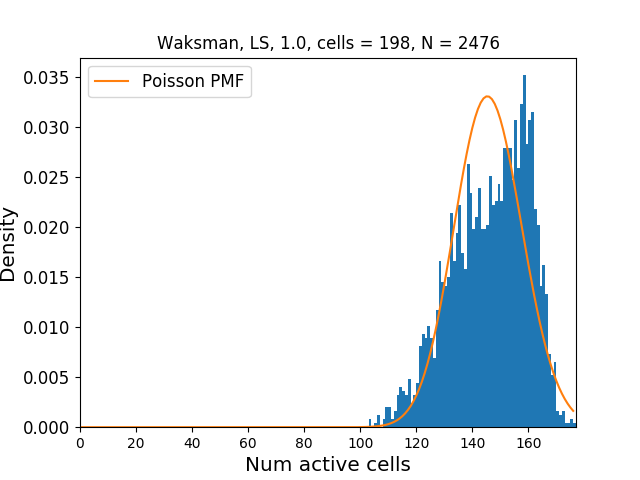 Waksman, LS, 1.0, cells = 198, N = 2476
Poisson PMF
Density
0.035
0.030
0.025
0.020
0.015
0.010
0.005
0.000
0 20 40 60 80 100 120 140 160
Num active cells